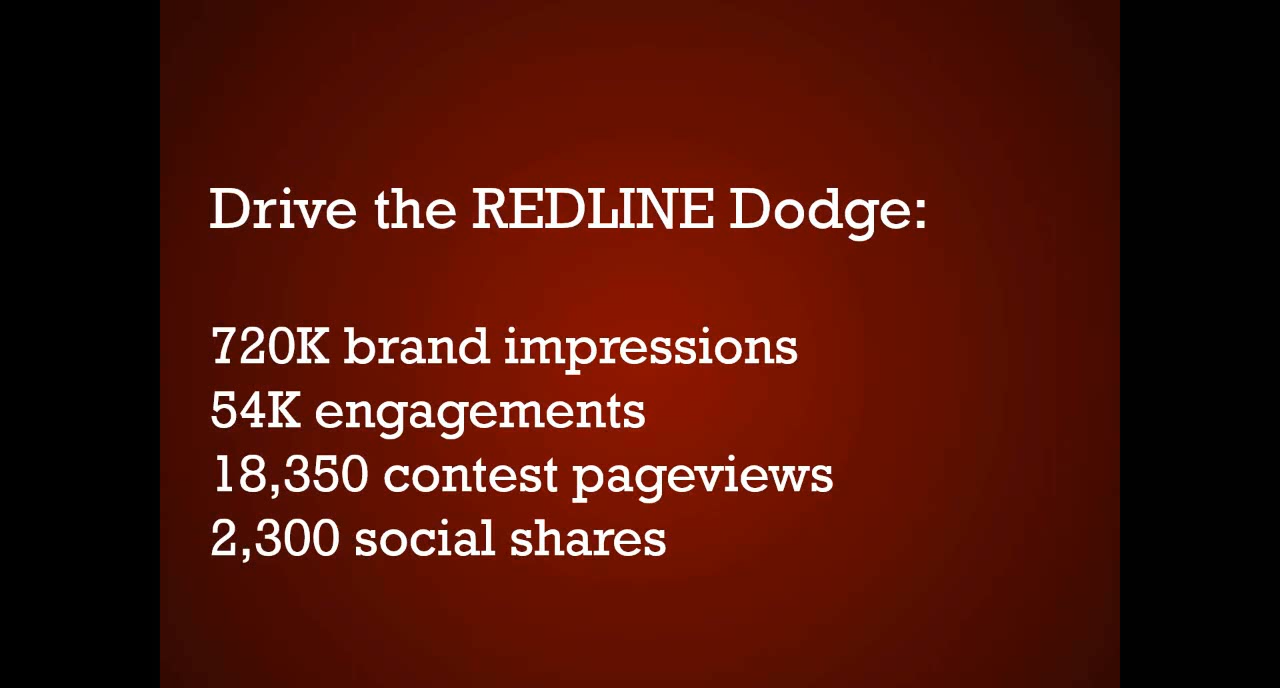 Drive the REDLINE Dodge:
720K brand impressions
54K engagements
18,350 contest pageviews
2,300 social shares